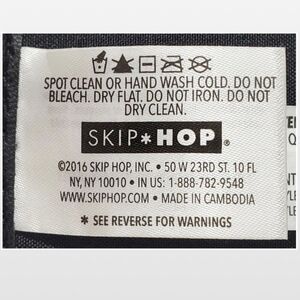 SPOT CLEAN OR HAND WASH COLD. DO NOT
BLEACH. DRY FLAT. DO NOT IRON. DO NOT
DRY CLEAN.
SKIP*HOP®
©2016 SKIP HOP, INC. • 50 W 23RD ST. 10 FL
NY, NY 10010 • IN US: 1-888-782-9548
WWW.SKIPHOP.COM • MADE IN CAMBODIA
* SEE REVERSE FOR WARNINGS